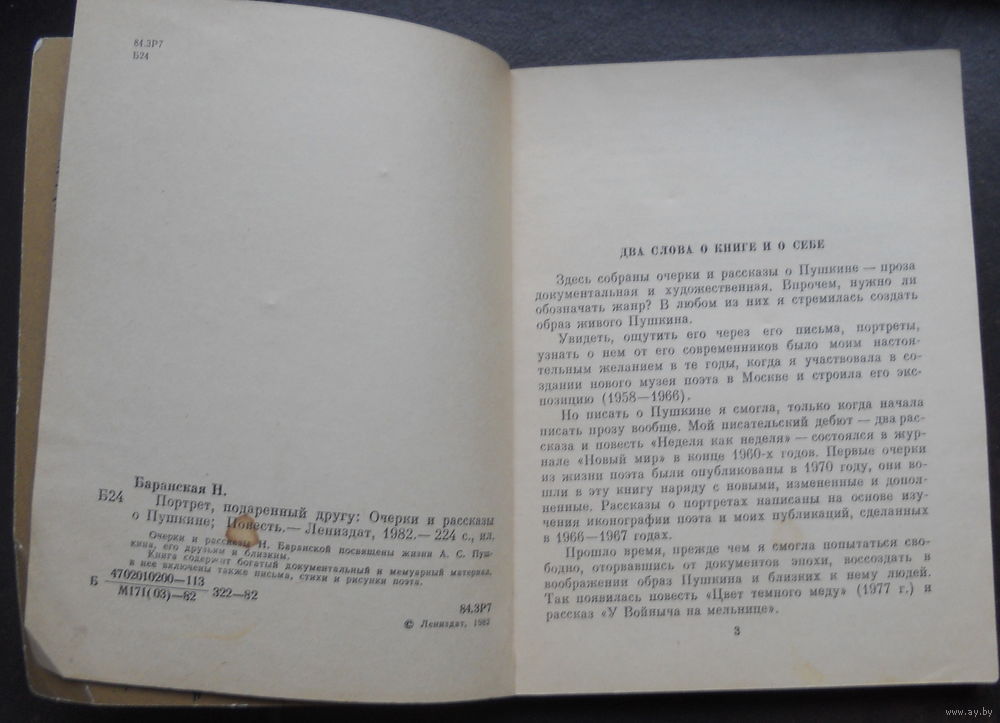 84.3Р7
Б24
Баранская Н.
Б24 Портрет, подаренный другу: Очерки и рассказы
о Пушкине; Повесть.— Лениздат, 1982.— 224 с., ил.
Очерки и рассказы Н. Баранской посвящены жизни А. С. Пуш-
кина, его друзьям и близким.
Книга содержит богатый документальный и мемуарный материал,
в нее включены также письма, стихи и рисунки поэта.
Б 4702010200—113
М171(03)—82 322—82
84.3Р7
© Лениздат, 1982
ДВА СЛОВА О КНИГЕ И О СЕБЕ
Здесь собраны очерки и рассказы о Пушкине — проза
документальная и художественная. Впрочем, нужно ли
обозначать жанр? В любом из них я стремилась создать
образ живого Пушкина.
Увидеть, ощутить его через его письма, портреты,
узнать о нем от его современников было моим настоя-
тельным желанием в те годы, когда я участвовала в со-
здании нового музея поэта в Москве и строила его экс-
позицию (1958—1966).
Но писать о Пушкине я смогла, только когда начала
писать прозу вообще. Мой писательский дебют — два рас-
сказа и повесть «Неделя как неделя» — состоялся в жур-
нале «Новый мир» в конце 1960-х годов. Первые очерки
из жизни поэта были опубликованы в 1970 году, они во-
шли в эту книгу наряду с новыми, измененные и допол-
ненные. Рассказы о портретах написаны на основе изу-
чения иконографии поэта и моих публикаций, сделанных
в 1966—1967 годах.
Прошло время, прежде чем я смогла попытаться сво-
бодно, оторвавшись от документов эпохи, воссоздать в
воображении образ Пушкина и близких к нему людей.
Так появилась повесть «Цвет темного меду» (1977 г.) и
рассказ «У Войныча на мельнице».
3
www.ay.by